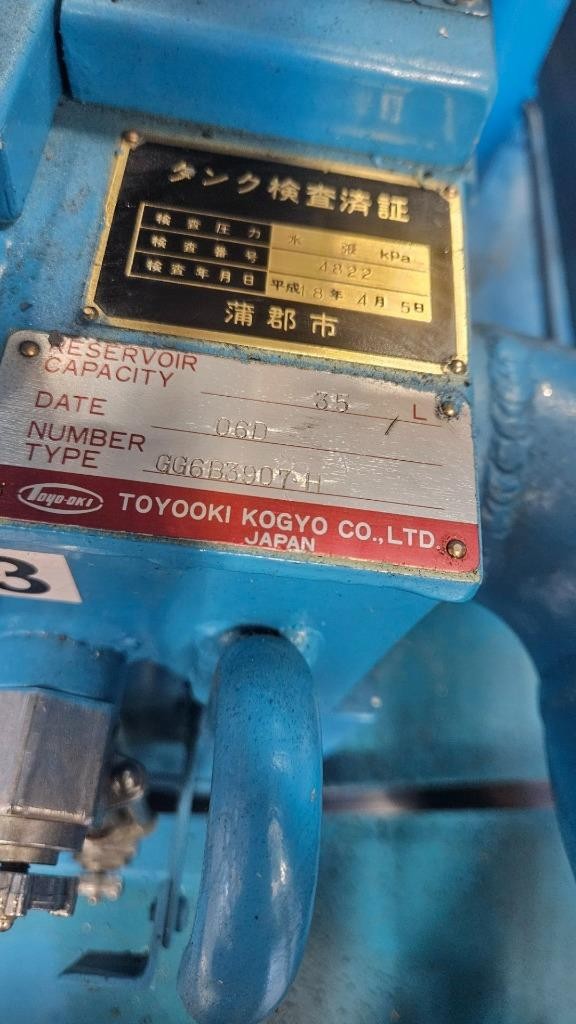 タンク検査済証
検査圧力 水張 kPa
検査番号 4822
検査年月日 平成18年4月5日
蒲郡市
RESERVOIR
CAPACITY 35 L
DATE 06D
NUMBER
TYPE GG6B3907-H
TOYO-OKI TOYOOKI KOGYO CO.,LTD.
JAPAN
3